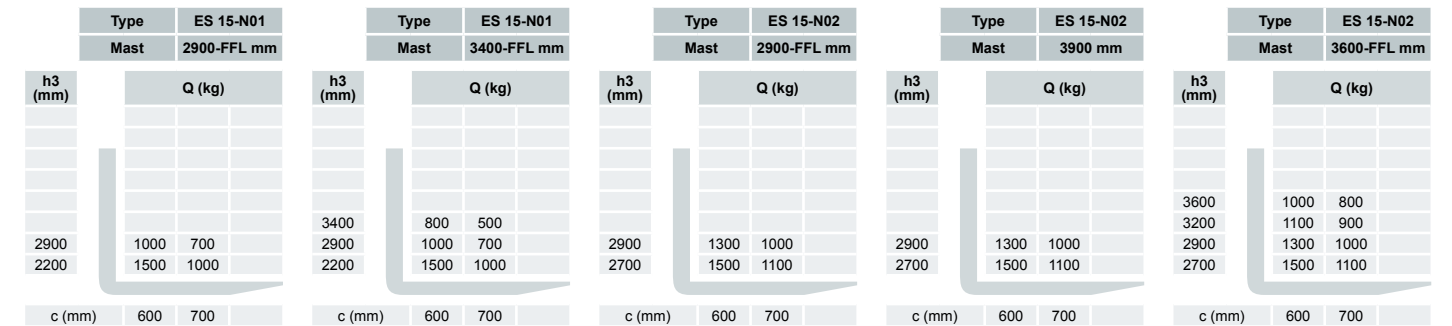 Type ES 15-N01
Mast 2900-FFL mm
h3 (mm) Q (kg)
2900 1000 700
2200 1500 1000
c (mm) 600 700
Type ES 15-N01
Mast 3400-FFL mm
h3 (mm) Q (kg)
3400 800 500
2900 1000 700
2200 1500 1000
c (mm) 600 700
Type ES 15-N02
Mast 2900-FFL mm
h3 (mm) Q (kg)
2900 1300 1000
2700 1500 1100
c (mm) 600 700
Type ES 15-N02
Mast 3900 mm
h3 (mm) Q (kg)
2900 1300 1000
2700 1500 1100
c (mm) 600 700
Type ES 15-N02
Mast 3600-FFL mm
h3 (mm) Q (kg)
3600 1000 800
3200 1100 900
2900 1300 1000
2700 1500 1100
c (mm) 600 700